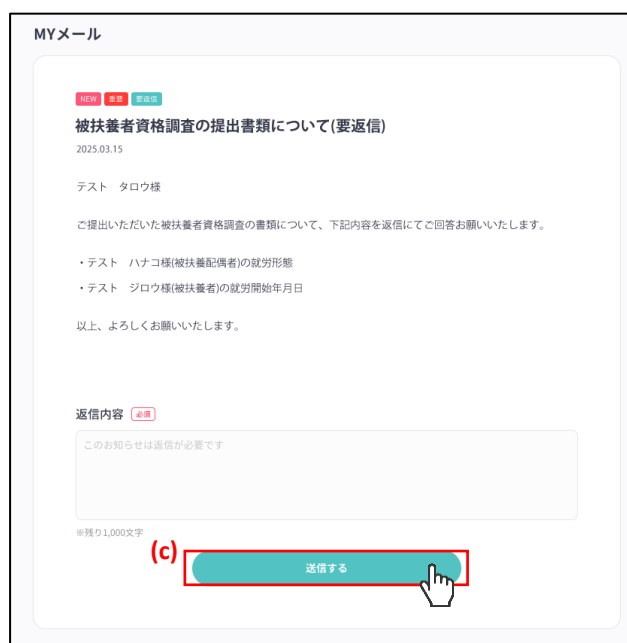 MYメール
NEW 重要 要返信
被扶養者資格調査の提出書類について(要返信)
2025.03.15
テスト　タロウ様
ご提出いただいた被扶養者資格調査の書類について、下記内容を返信にてご回答お願いいたします。
・テスト　ハナコ様(被扶養配偶者)の就労形態
・テスト　ジロウ様(被扶養者)の就労開始年月日
以上、よろしくお願いいたします。
返信内容 必須
このお知らせは返信が必要です
※残り1,000文字
(c)
送信する